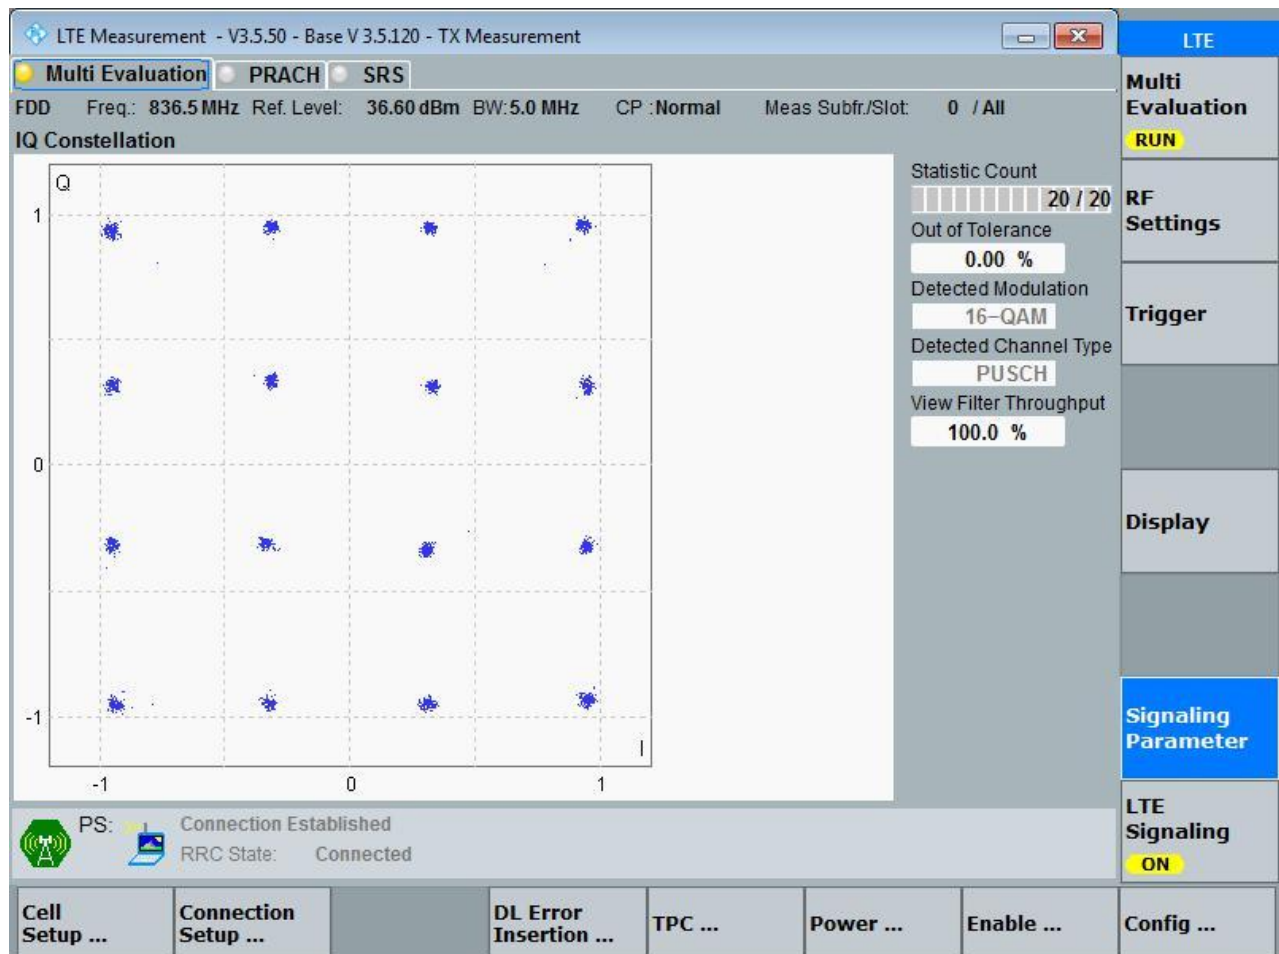 LTE Measurement - V3.5.50 - Base V 3.5.120 - TX Measurement
LTE
Multi Evaluation PRACH SRS
FDD Freq.: 836.5 MHz Ref. Level: 36.60 dBm BW: 5.0 MHz CP : Normal Meas Subfr./Slot: 0 / All
IQ Constellation
Q
1
0
-1
I
-1 0 1
Statistic Count
20 / 20
Out of Tolerance
0.00 %
Detected Modulation
16-QAM
Detected Channel Type
PUSCH
View Filter Throughput
100.0 %
Multi
Evaluation
RUN
RF
Settings
Trigger
Display
Signaling
Parameter
LTE
Signaling
ON
PS: Connection Established
RRC State: Connected
Cell
Setup ...
Connection
Setup ...
DL Error
Insertion ...
TPC ...
Power ...
Enable ...
Config ...